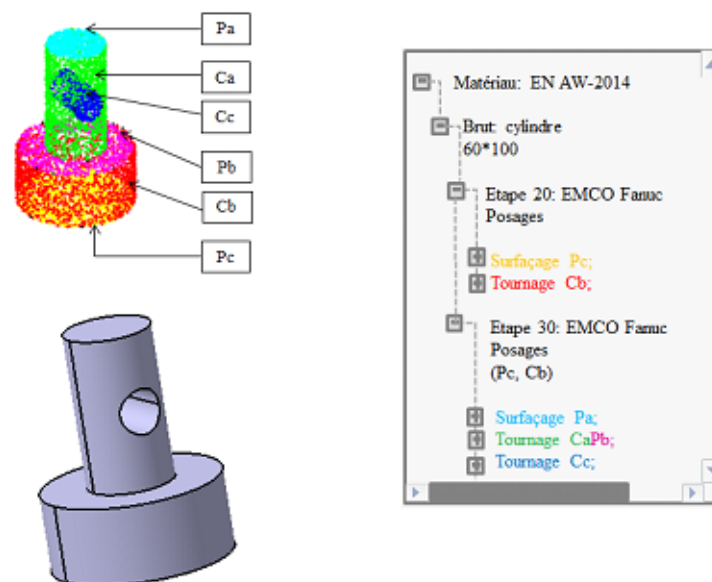 Pa
Ca
Cc
Pb
Cb
Pc
Matériau: EN AW-2014
Brut: cylindre
60*100
Etape 20: EMCO Fanuc
Posages
Surfaçage Pc;
Tournage Cb;
Etape 30: EMCO Fanuc
Posages
(Pc, Cb)
Surfaçage Pa;
Tournage CaPb;
Tournage Cc;